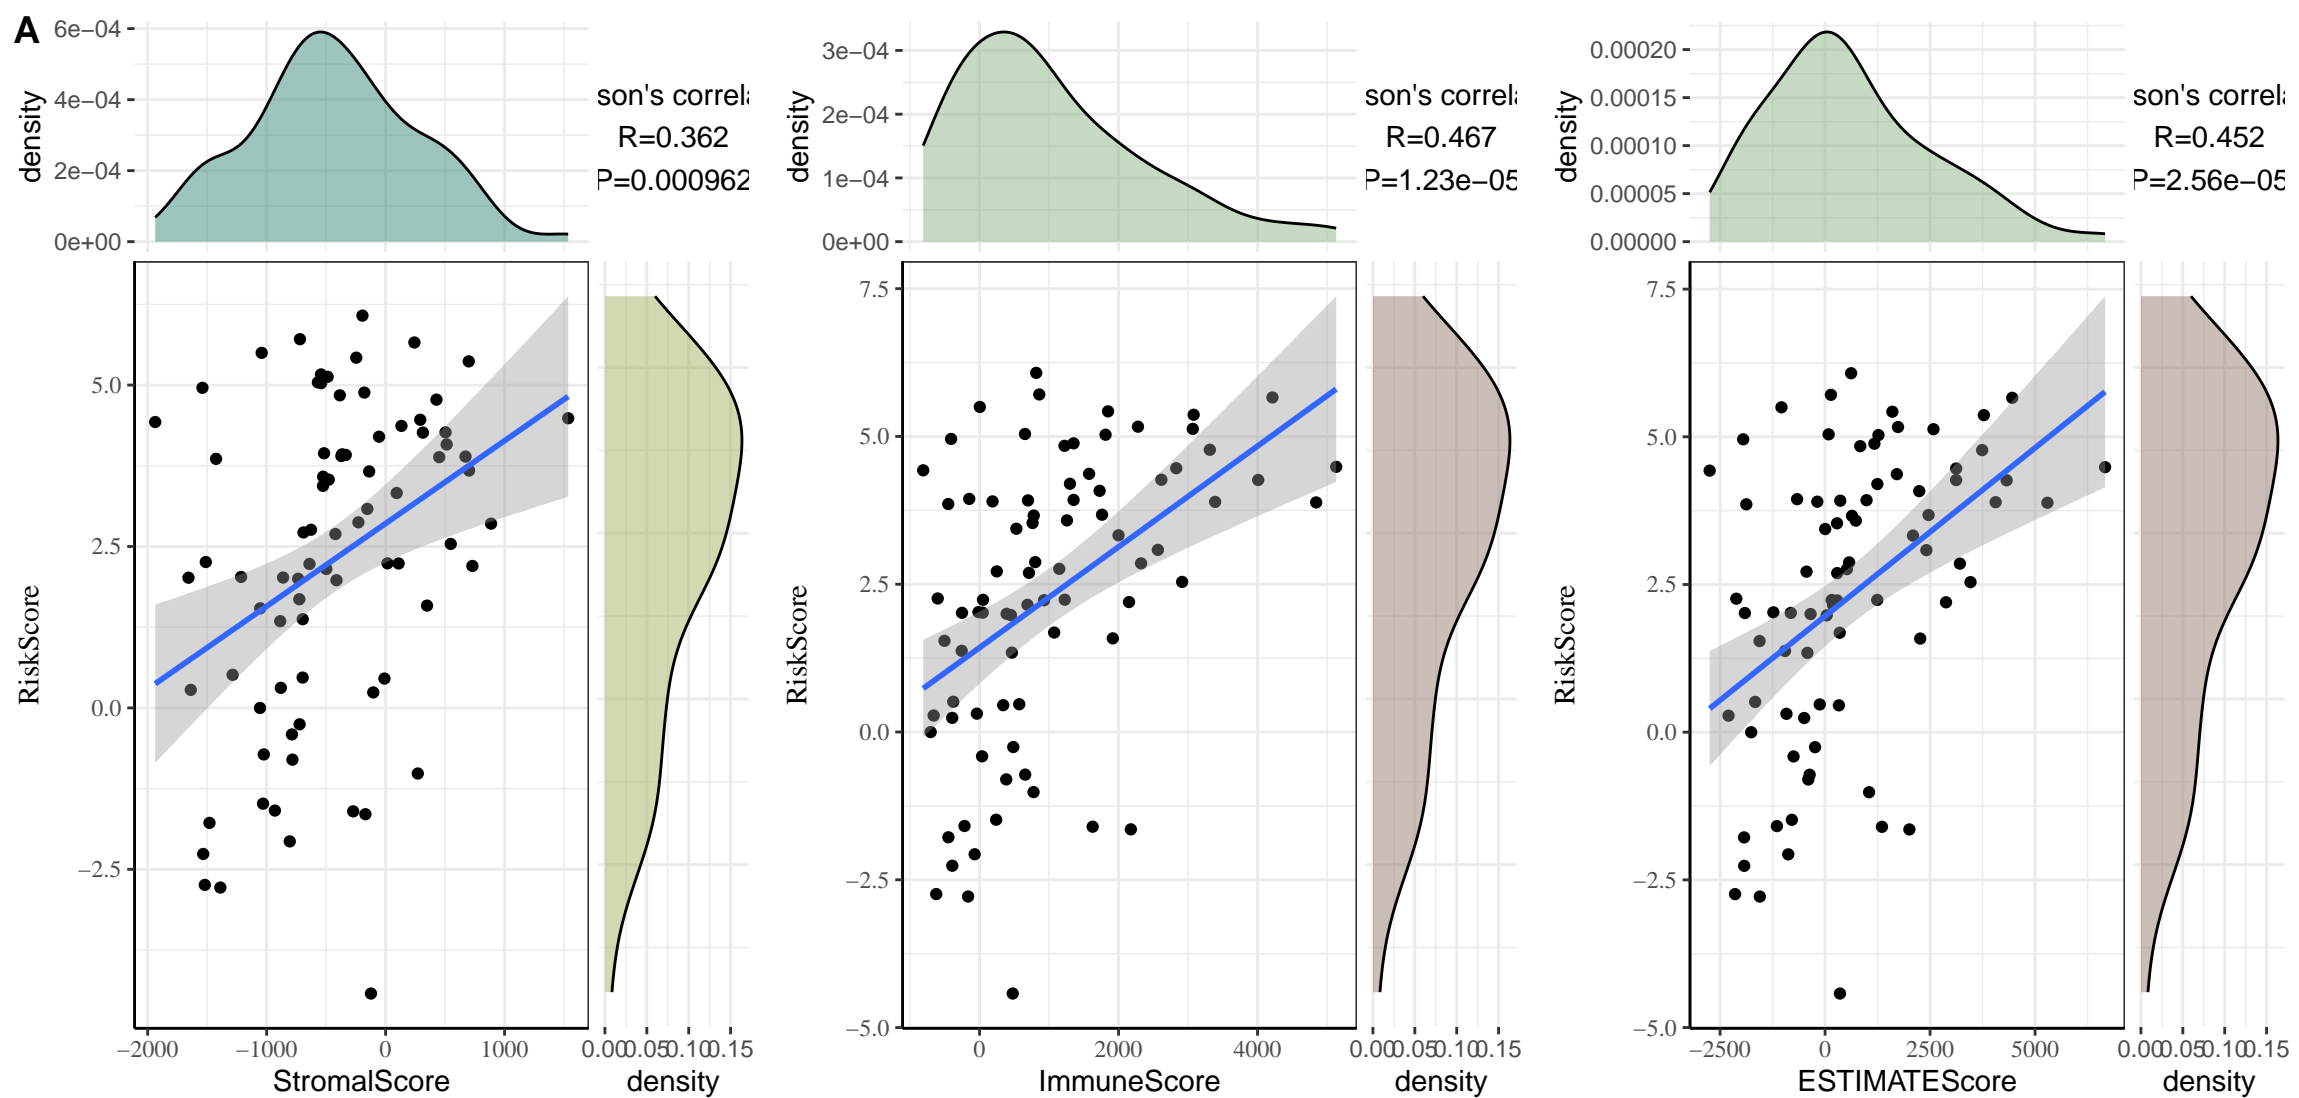 A
6e−04
4e−04
2e−04
0e+00
density
son's correla
R=0.362
P=0.000962
5.0
2.5
0.0
−2.5
RiskScore
−2000
−1000
0
1000
StromalScore
0.00
0.05
0.10
0.15
density
3e−04
2e−04
1e−04
0e+00
density
son's correla
R=0.467
P=1.23e−05
7.5
5.0
2.5
0.0
−2.5
−5.0
RiskScore
0
2000
4000
ImmuneScore
0.00
0.05
0.10
0.15
density
0.00020
0.00015
0.00010
0.00005
0.00000
density
son's correla
R=0.452
P=2.56e−05
7.5
5.0
2.5
0.0
−2.5
−5.0
RiskScore
−2500
0
2500
5000
ESTIMATEScore
0.00
0.05
0.10
0.15
density